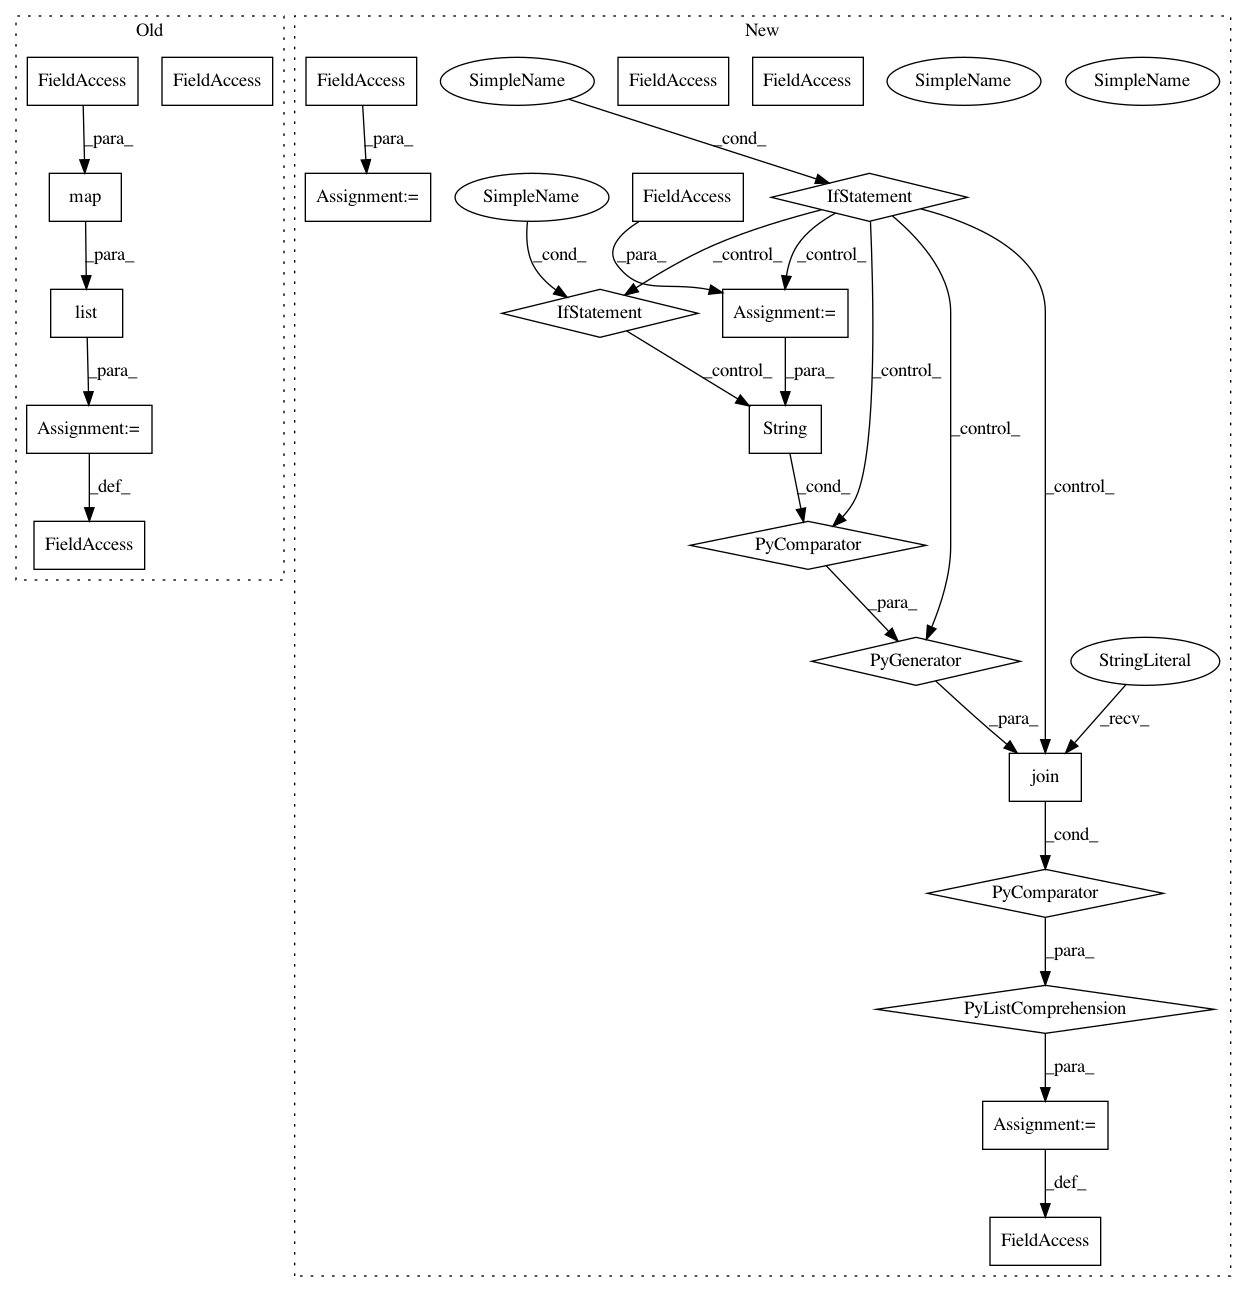 Old
New
FieldAccess
FieldAccess
FieldAccess
SimpleName
FieldAccess
FieldAccess
SimpleName
SimpleName
_para_
_para_
_cond_
map
Assignment:=
SimpleName
FieldAccess
IfStatement
_para_
_cond_
_para_
_control_
_control_
list
IfStatement
Assignment:=
_para_
_control_
_para_
_control_
Assignment:=
String
_control_
_def_
_cond_
_control_
FieldAccess
PyComparator
_para_
PyGenerator
StringLiteral
_para_
_recv_
join
_cond_
PyComparator
_para_
PyListComprehension
_para_
Assignment:=
_def_
FieldAccess